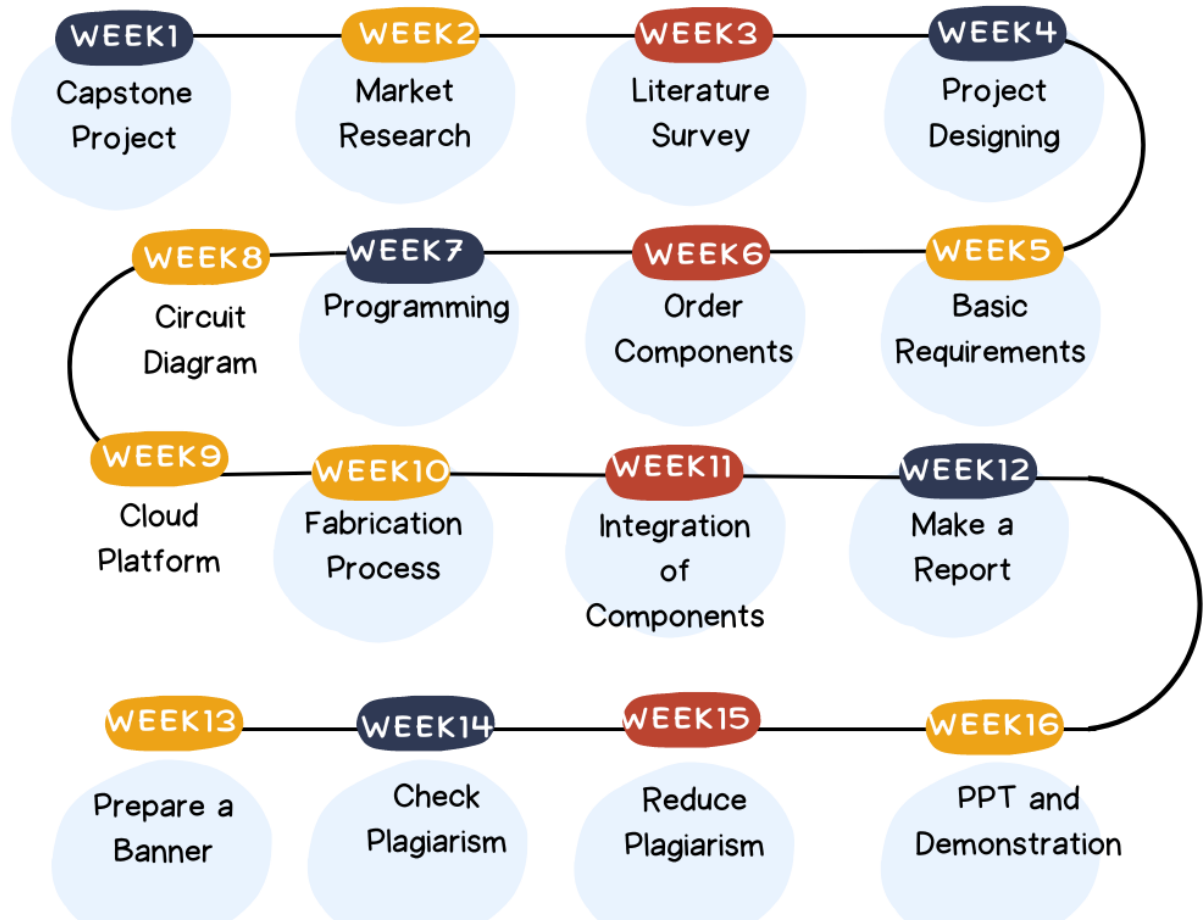 WEEK1
Capstone
Project
WEEK2
Market
Research
WEEK3
Literature
Survey
WEEK4
Project
Designing
WEEK5
Basic
Requirements
WEEK6
Order
Components
WEEK7
Programming
WEEK8
Circuit
Diagram
WEEK9
Cloud
Platform
WEEK10
Fabrication
Process
WEEK11
Integration
of
Components
WEEK12
Make a
Report
WEEK13
Prepare a
Banner
WEEK14
Check
Plagiarism
WEEK15
Reduce
Plagiarism
WEEK16
PPT and
Demonstration